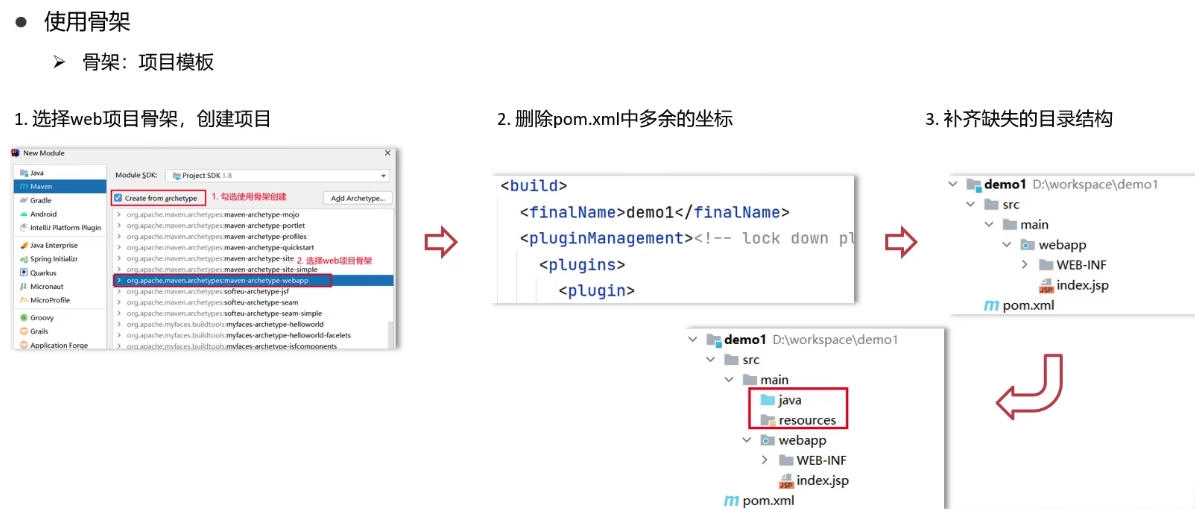 使用骨架
骨架：项目模板
1. 选择web项目骨架，创建项目
2. 删除pom.xml中多余的坐标
3. 补齐缺失的目录结构
New Module
Java
Maven
Gradle
Android
IntelliJ Platform Plugin
Java Enterprise
Spring Initializr
Quarkus
Micronaut
MicroProfile
Groovy
Grails
Application Forge
Module SDK: Project SDK 1.8
Create from archetype
1. 勾选使用骨架创建
Add Archetype...
org.apache.maven.archetypes:maven-archetype-mojo
org.apache.maven.archetypes:maven-archetype-portlet
org.apache.maven.archetypes:maven-archetype-profiles
org.apache.maven.archetypes:maven-archetype-quickstart
org.apache.maven.archetypes:maven-archetype-site
2. 选择web项目骨架
org.apache.maven.archetypes:maven-archetype-site-simple
org.apache.maven.archetypes:maven-archetype-webapp
org.apache.maven.archetypes:softeu-archetype-jsf
org.apache.maven.archetypes:softeu-archetype-seam
org.apache.maven.archetypes:softeu-archetype-seam-simple
org.apache.myfaces.buildtools:myfaces-archetype-helloworld
org.apache.myfaces.buildtools:myfaces-archetype-helloworld-facelets
org.apache.myfaces.buildtools:myfaces-archetype-jsfcomponents
<build>
<finalName>demo1</finalName>
<pluginManagement><!-- lock down pl
<plugins>
<plugin>
demo1 D:\workspace\demo1
src
main
webapp
WEB-INF
index.jsp
pom.xml
demo1 D:\workspace\demo1
src
main
java
resources
webapp
WEB-INF
index.jsp
pom.xml